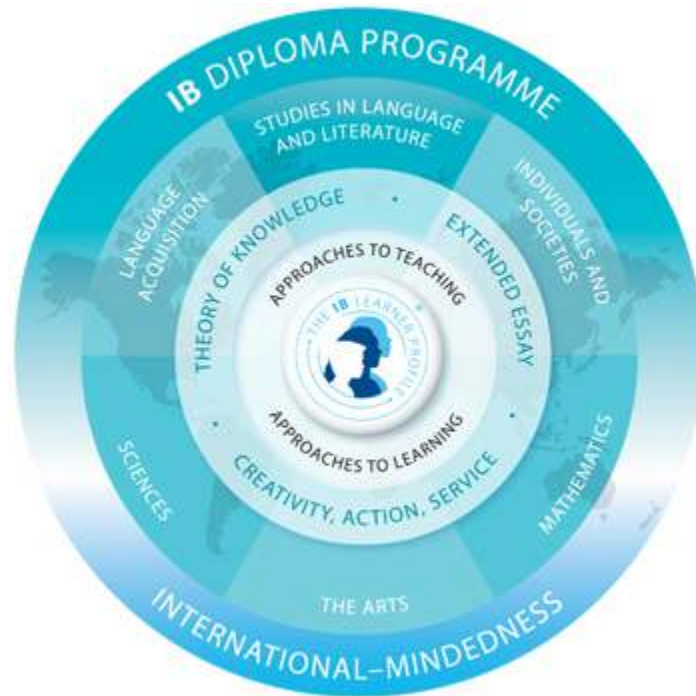 IB DIPLOMA PROGRAMME
STUDIES IN LANGUAGE
AND LITERATURE
LANGUAGE
ACQUISITION
INDIVIDUALS AND
SOCIETIES
THEORY OF KNOWLEDGE
EXTENDED ESSAY
APPROACHES TO TEACHING
THE IB LEARNER PROFILE
®
APPROACHES TO LEARNING
CREATIVITY, ACTION, SERVICE
SCIENCES
MATHEMATICS
THE ARTS
INTERNATIONAL–MINDEDNESS